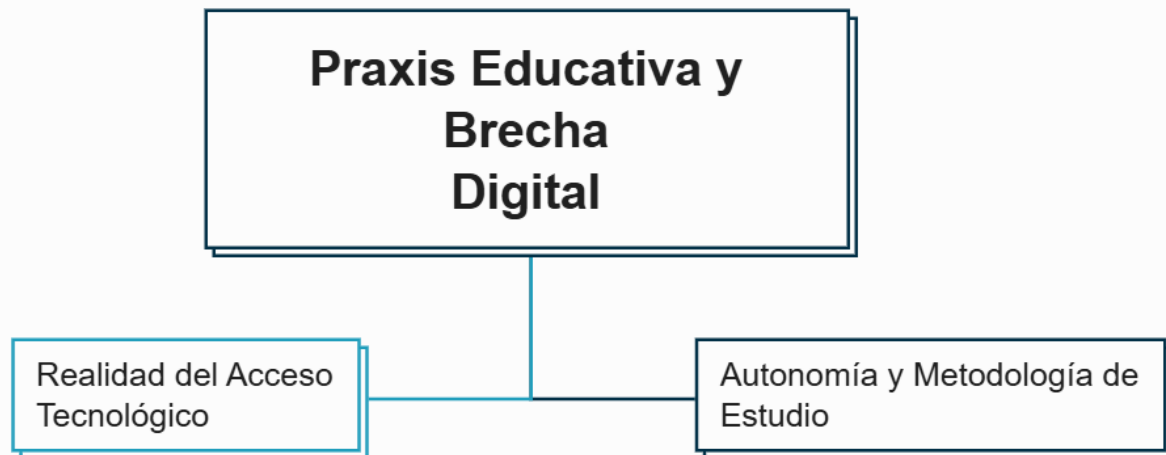 Praxis Educativa y
Brecha
Digital
Realidad del Acceso
Tecnológico
Autonomía y Metodología de
Estudio